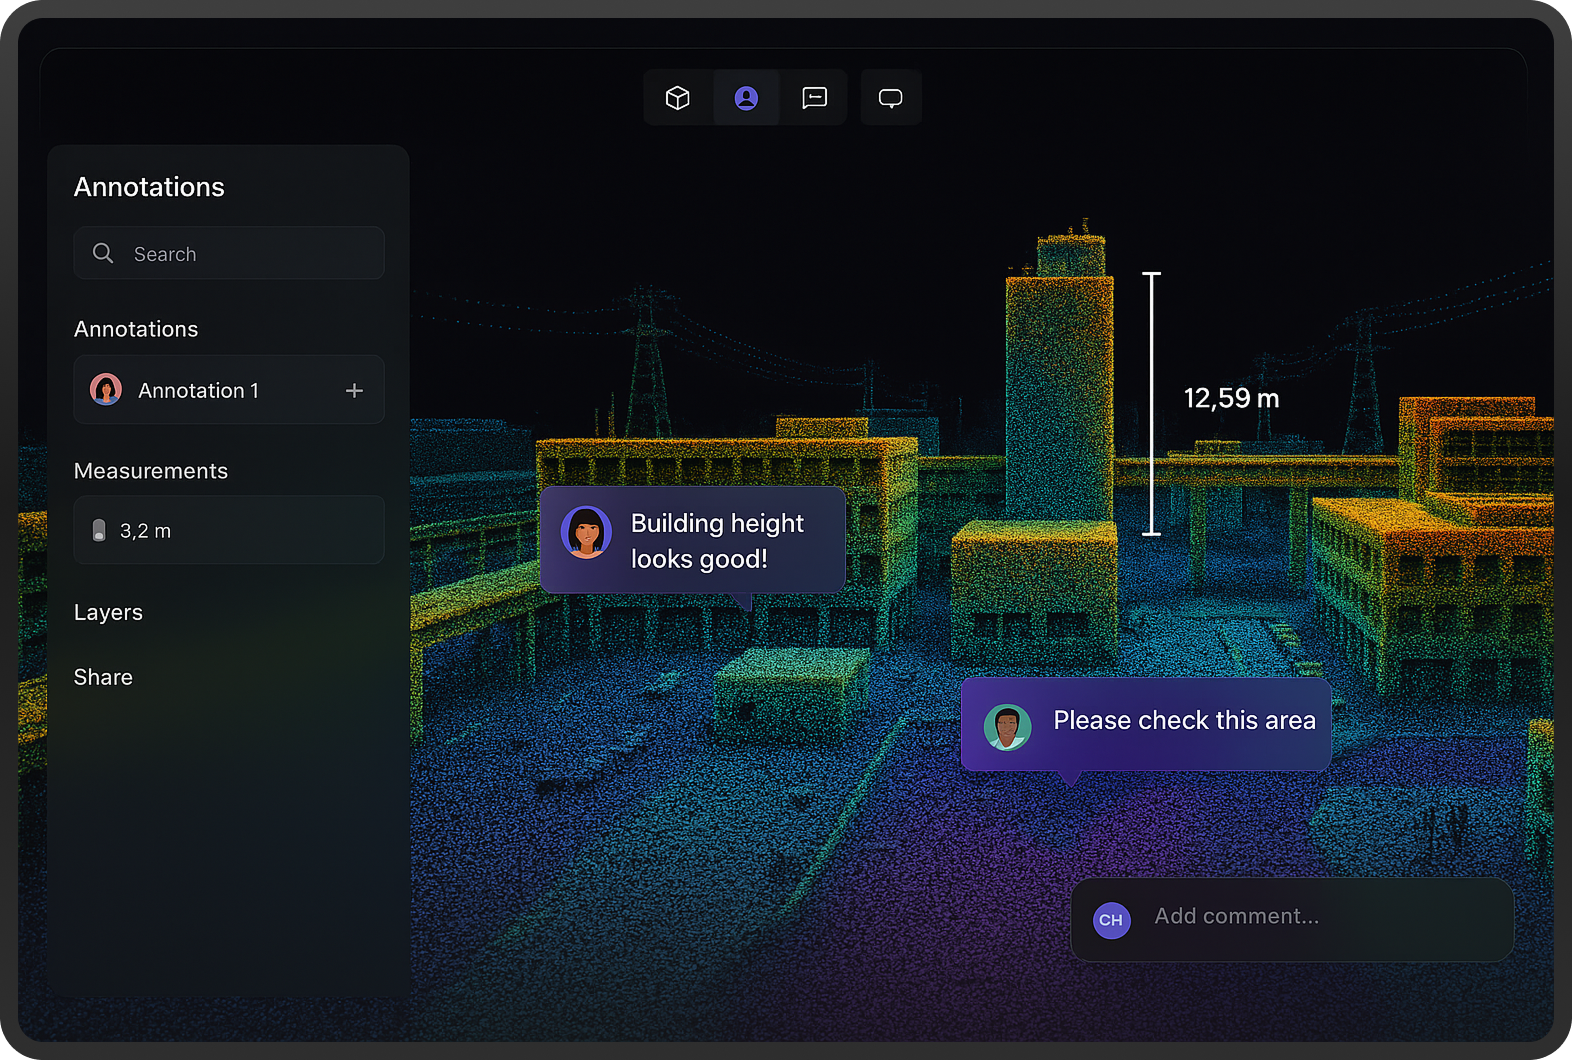 Annotations
Search
Annotations
Annotation 1
Measurements
3,2 m
Layers
Share
12,59 m
Building height
looks good!
Please check this area
CH
Add comment...